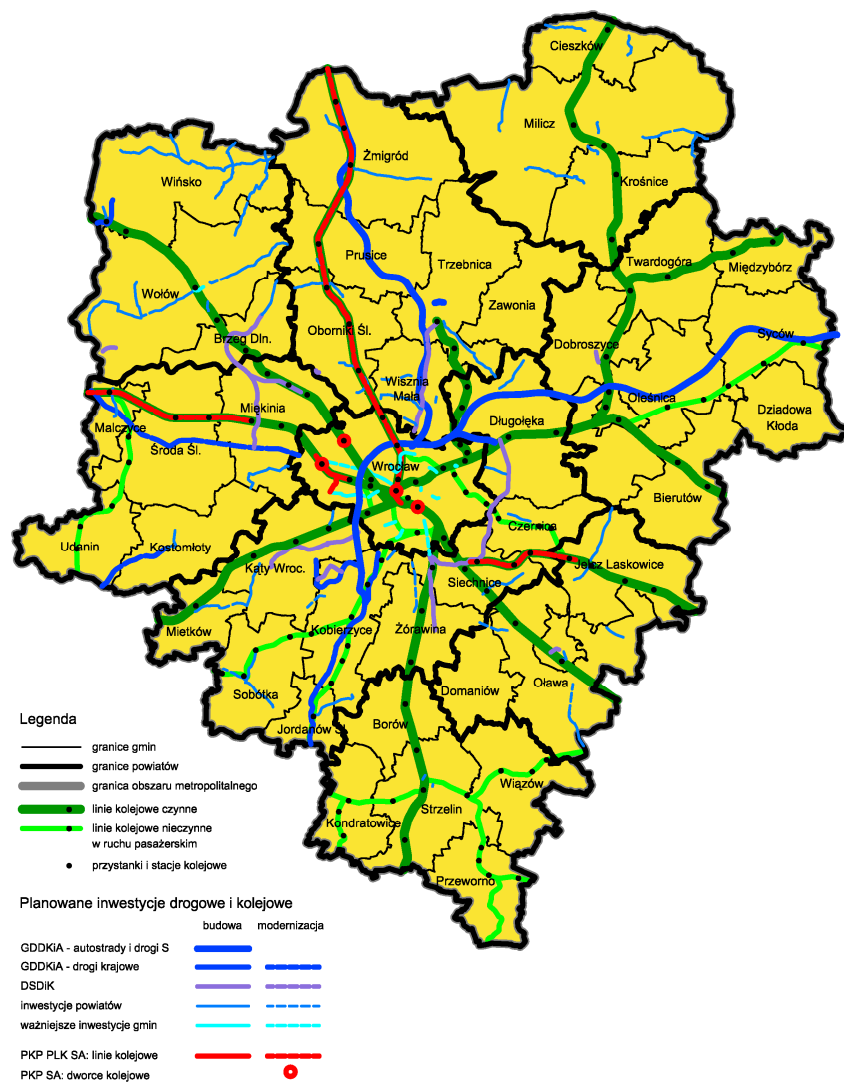 Cieszków
Milicz
Żmigród
Krośnice
Wińsko
Prusice
Trzebnica
Twardogóra
Międzybórz
Wołów
Zawonia
Oborniki Śl.
Brzeg Dln.
Dobroszyce
Syców
Wisznia
Mała
Oleśnica
Miękinia
Długołęka
Dziadowa
Kłoda
Malczyce
Środa Śl.
Wrocław
Bierutów
Czernica
Udanin
Kostomłoty
Kąty Wroc.
Jelcz Laskowice
Siechnice
Mietków
Kobierzyce
Żórawina
Sobótka
Domaniów
Oława
Jordanów Śl.
Borów
Wiązów
Strzelin
Kondratowice
Przeworno
Legenda
granice gmin
granice powiatów
granica obszaru metropolitalnego
linie kolejowe czynne
linie kolejowe nieczynne
w ruchu pasażerskim
przystanki i stacje kolejowe
Planowane inwestycje drogowe i kolejowe
budowa modernizacja
GDDKiA - autostrady i drogi S
GDDKiA - drogi krajowe
DSDiK
inwestycje powiatów
ważniejsze inwestycje gmin
PKP PLK SA: linie kolejowe
PKP SA: dworce kolejowe